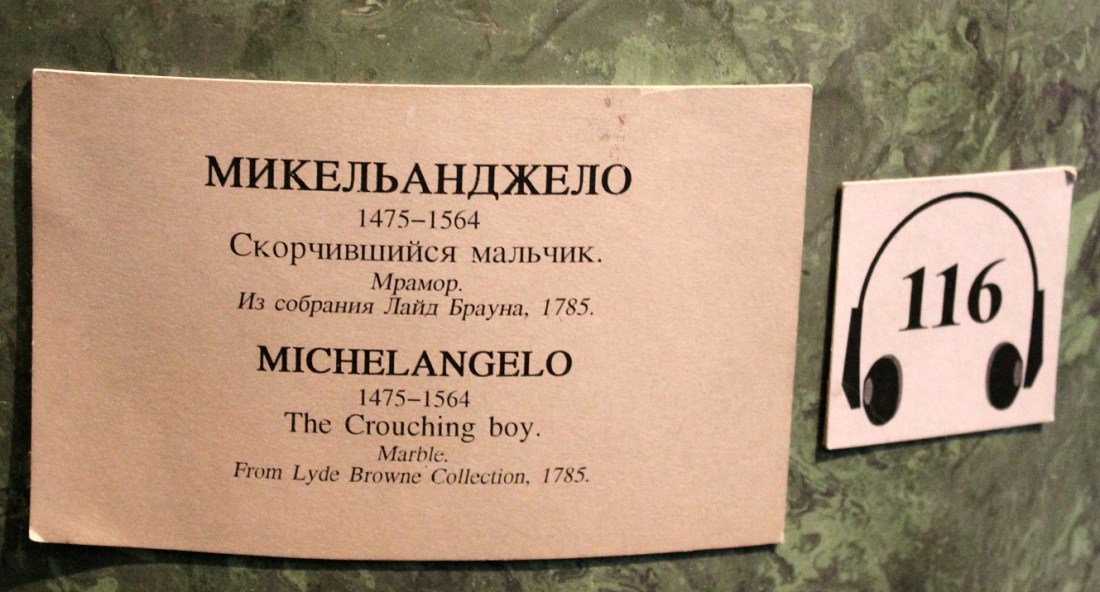 МИКЕЛЬАНДЖЕЛО
1475–1564
Скорчившийся мальчик.
Мрамор.
Из собрания Лайд Брауна, 1785.
MICHELANGELO
1475–1564
The Crouching boy.
Marble.
From Lyde Browne Collection, 1785.
116